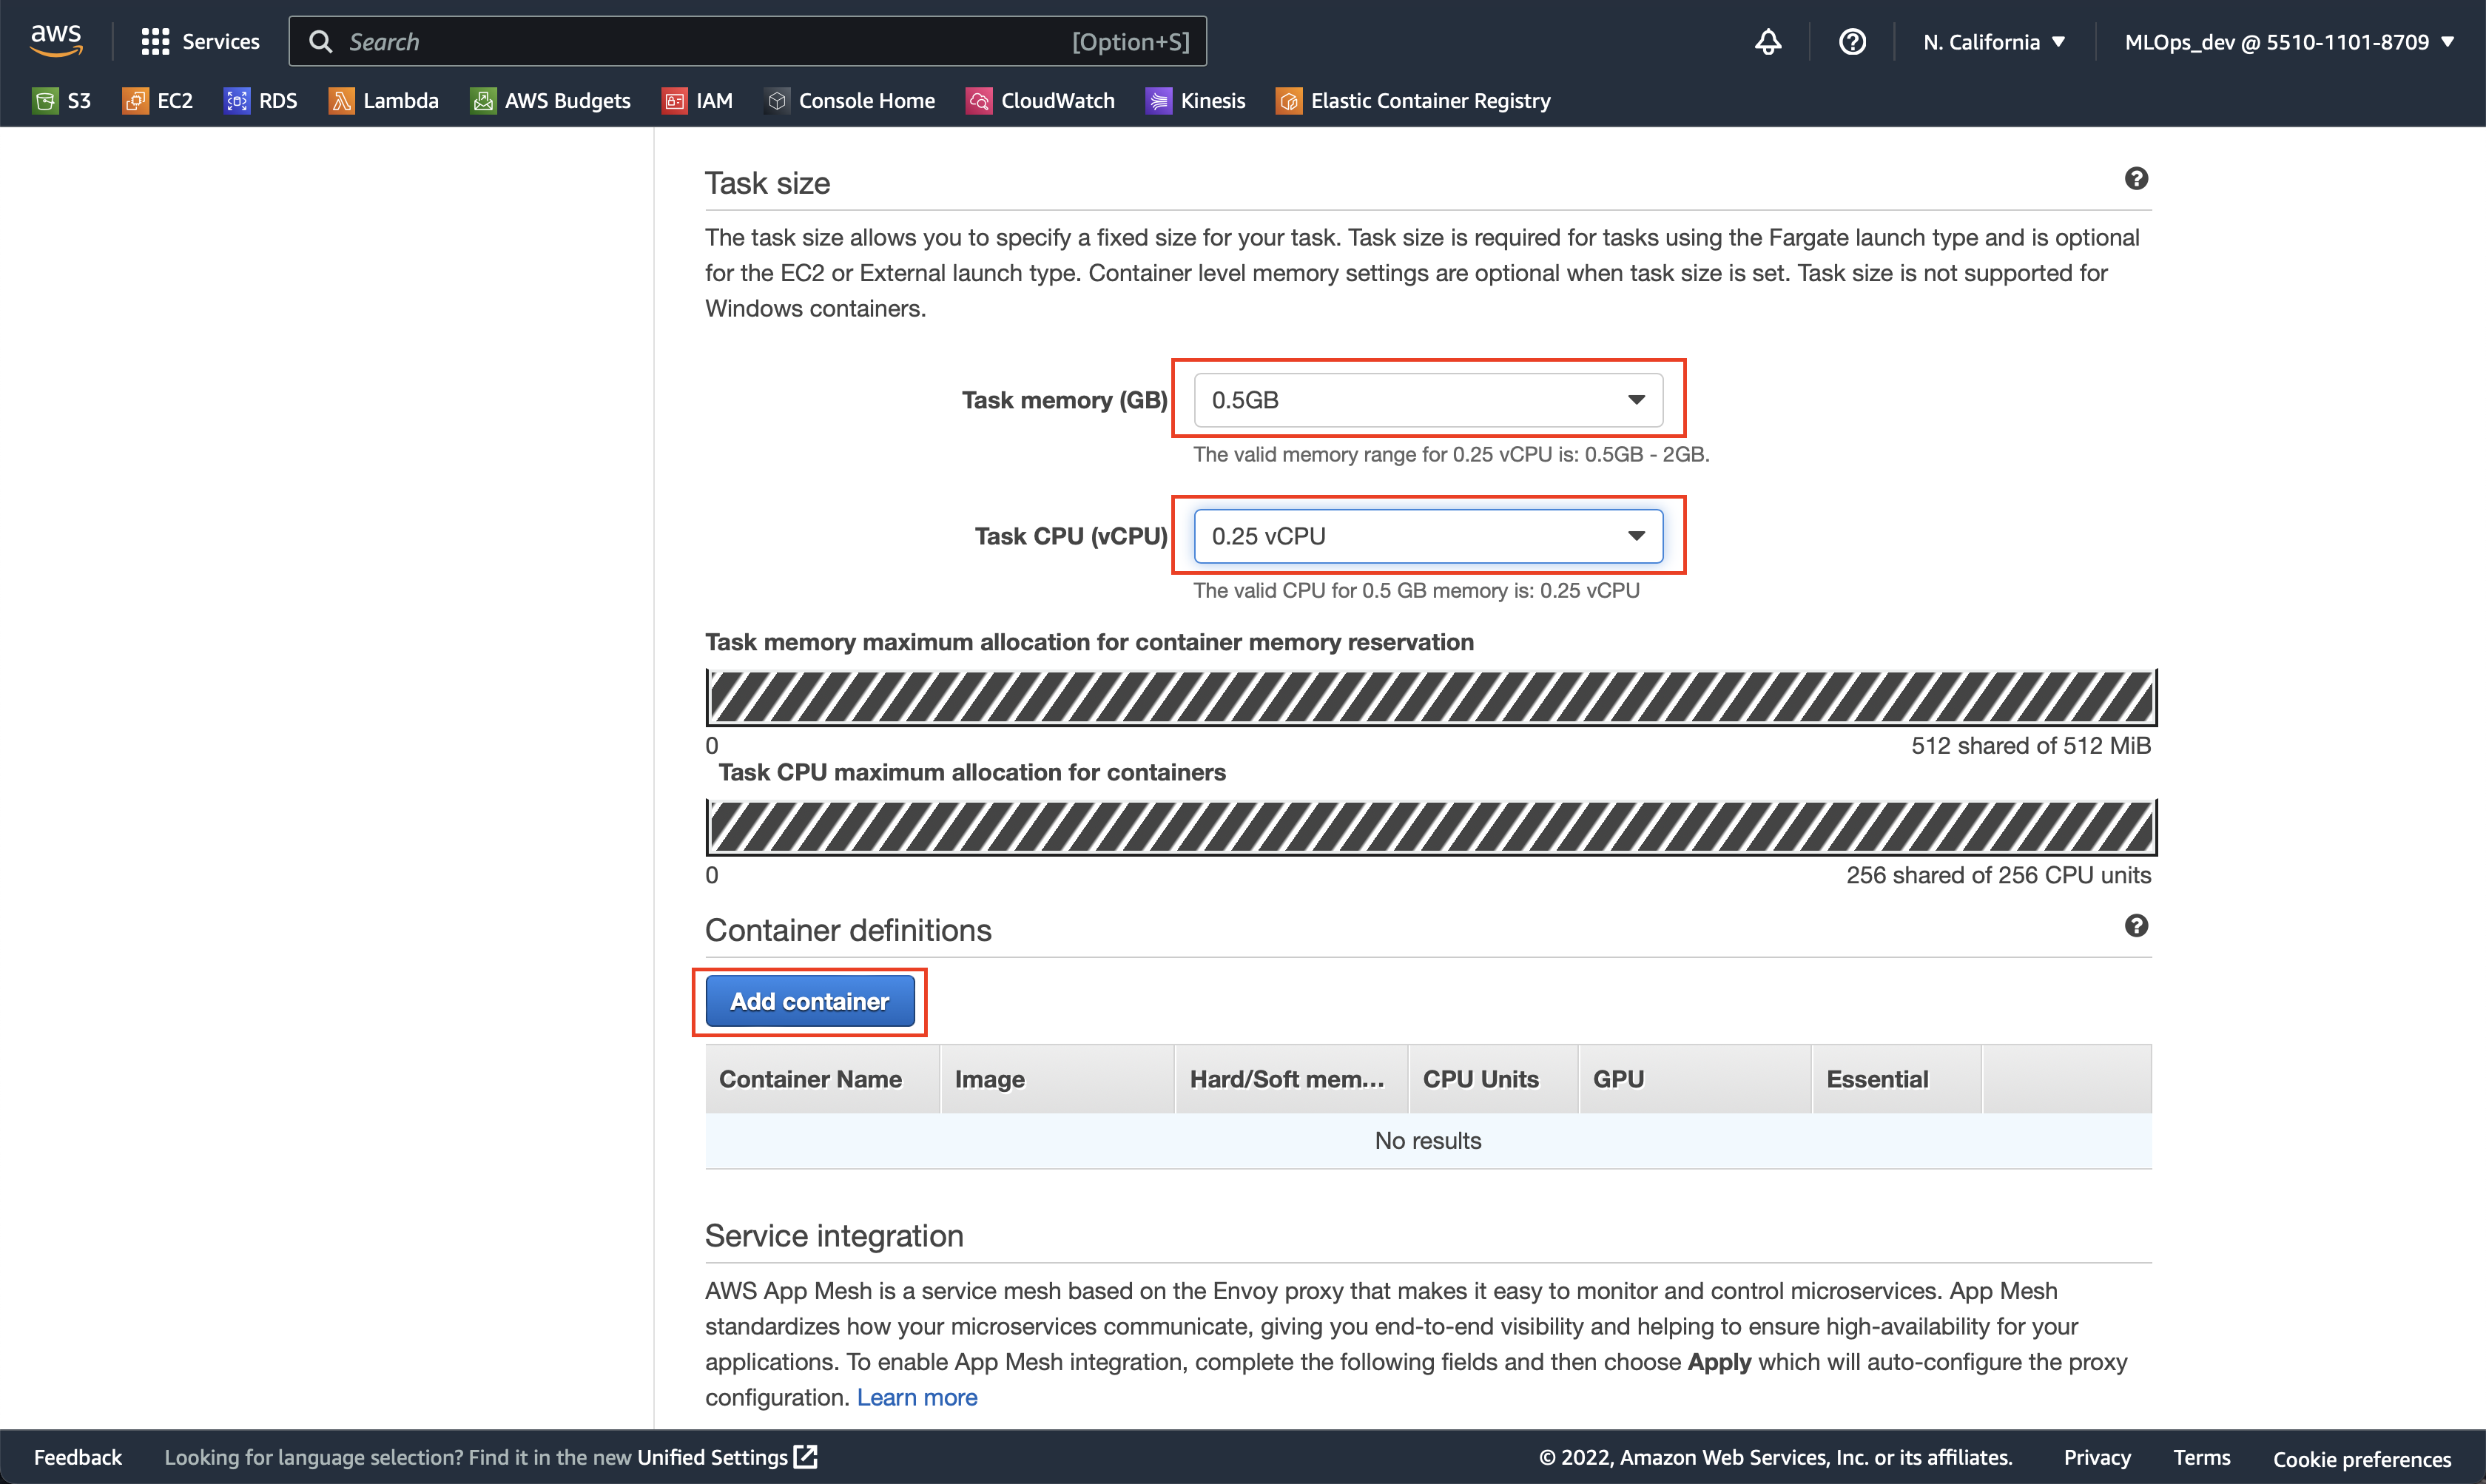 aws
Services
Search
[Option+S]
N. California
MLOps_dev @ 5510-1101-8709
S3
EC2
RDS
Lambda
AWS Budgets
IAM
Console Home
CloudWatch
Kinesis
Elastic Container Registry
Task size
The task size allows you to specify a fixed size for your task. Task size is required for tasks using the Fargate launch type and is optional
for the EC2 or External launch type. Container level memory settings are optional when task size is set. Task size is not supported for
Windows containers.
Task memory (GB)
0.5GB
The valid memory range for 0.25 vCPU is: 0.5GB - 2GB.
Task CPU (vCPU)
0.25 vCPU
The valid CPU for 0.5 GB memory is: 0.25 vCPU
Task memory maximum allocation for container memory reservation
0
512 shared of 512 MiB
Task CPU maximum allocation for containers
0
256 shared of 256 CPU units
Container definitions
Add container
Container Name
Image
Hard/Soft mem...
CPU Units
GPU
Essential
No results
Service integration
AWS App Mesh is a service mesh based on the Envoy proxy that makes it easy to monitor and control microservices. App Mesh
standardizes how your microservices communicate, giving you end-to-end visibility and helping to ensure high-availability for your
applications. To enable App Mesh integration, complete the following fields and then choose Apply which will auto-configure the proxy
configuration. Learn more
Feedback
Looking for language selection? Find it in the new Unified Settings
© 2022, Amazon Web Services, Inc. or its affiliates.
Privacy
Terms
Cookie preferences